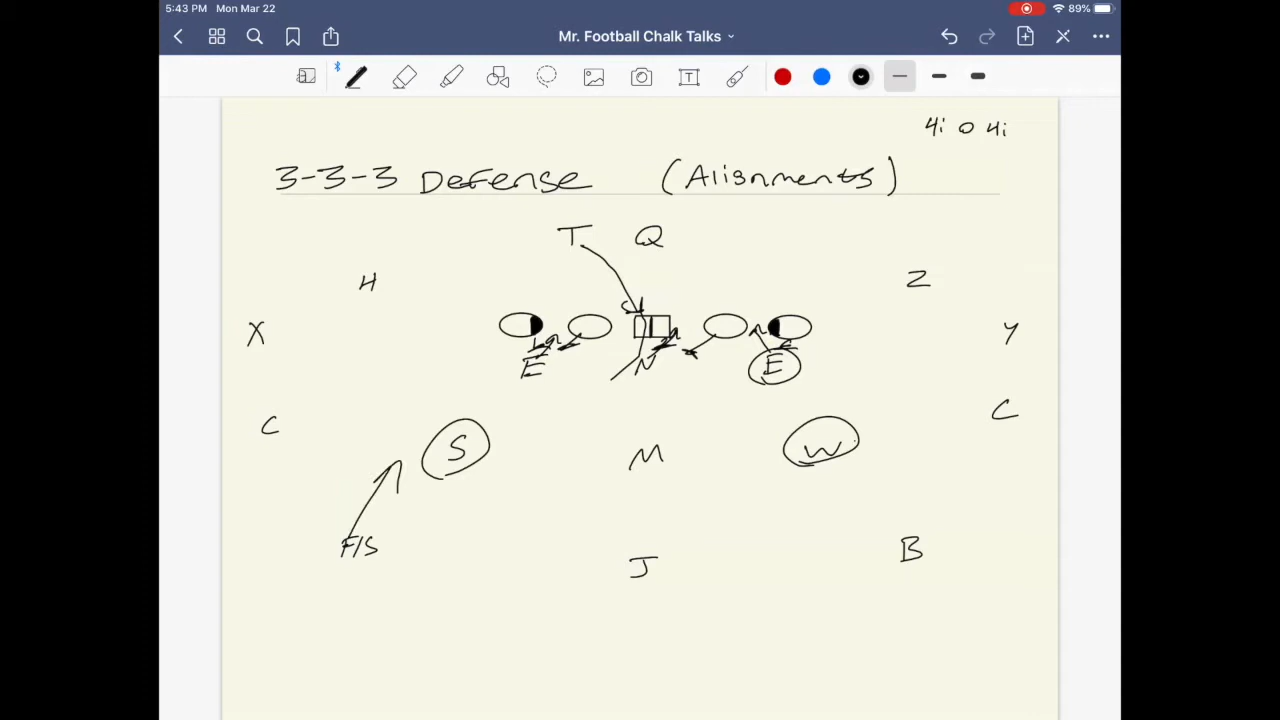 5:43 PM Mon Mar 22
89%
Mr. Football Chalk Talks
T
4i 0 4i
3-3-3 Defense (Alignments)
T Q
H Z
X Y
E N E
C C
S M W
F/S J B